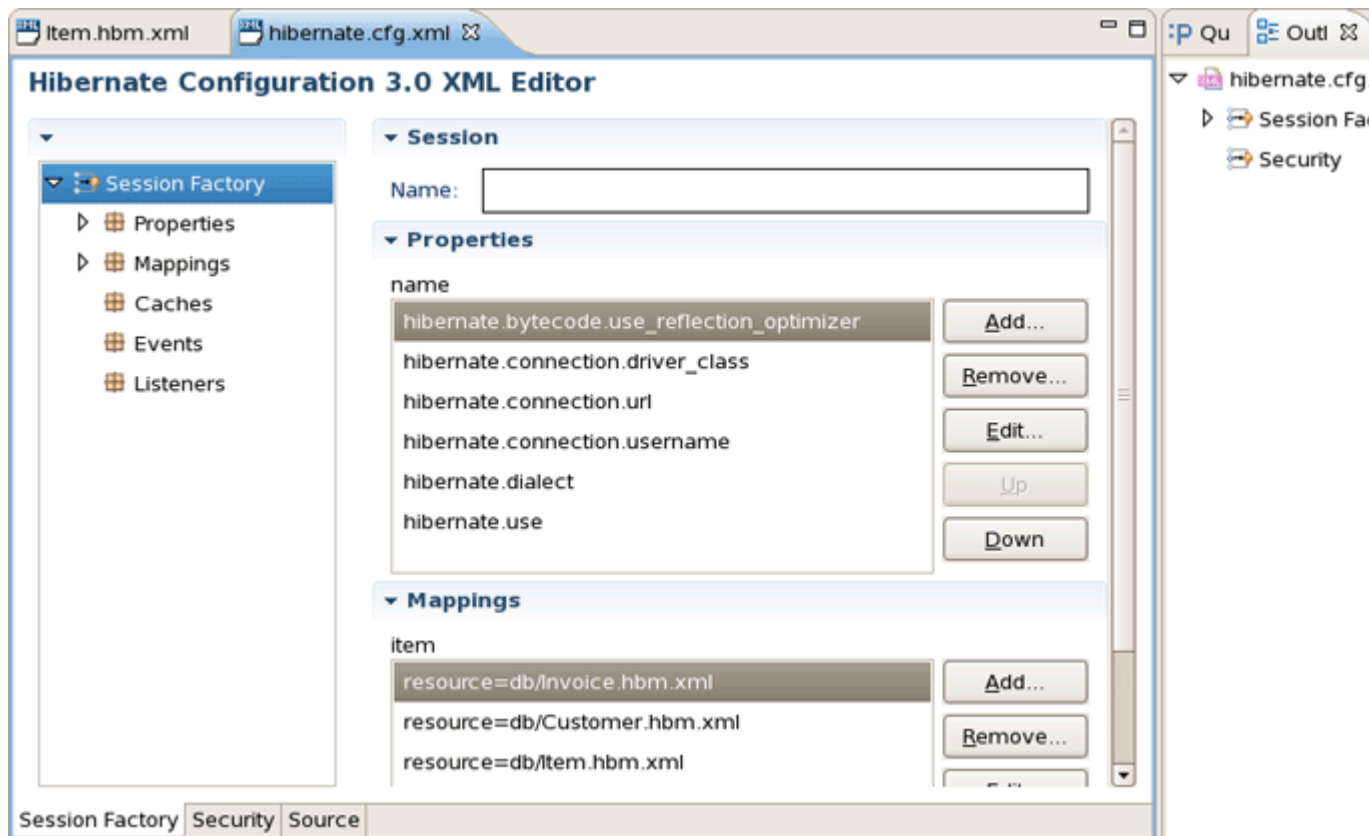 Item.hbm.xml
hibernate.cfg.xml
Qu
Outl
Hibernate Configuration 3.0 XML Editor
hibernate.cfg.
Session Fa
Security
Session Factory
Properties
Mappings
Caches
Events
Listeners
Session
Name:
Properties
name
hibernate.bytecode.use_reflection_optimizer
hibernate.connection.driver_class
hibernate.connection.url
hibernate.connection.username
hibernate.dialect
hibernate.use
Add...
Remove...
Edit...
Up
Down
Mappings
item
resource=db/Invoice.hbm.xml
resource=db/Customer.hbm.xml
resource=db/Item.hbm.xml
Add...
Remove...
Session Factory
Security
Source